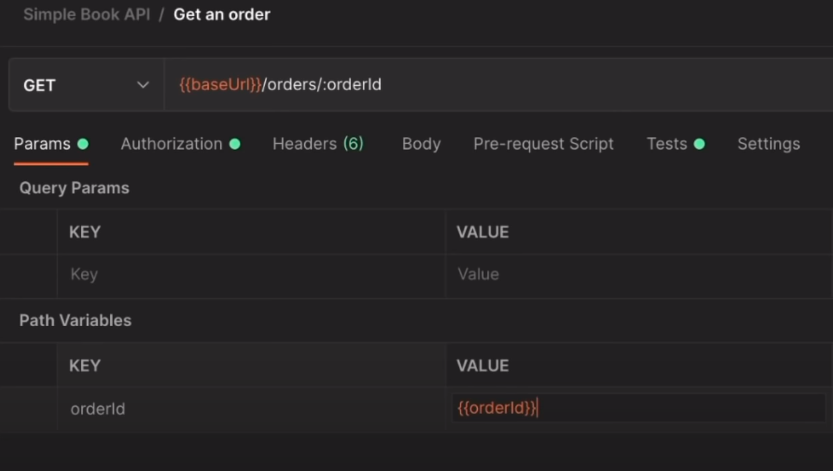 Simple Book API / Get an order
GET {{baseUrl}}/orders/:orderId
Params Authorization Headers (6) Body Pre-request Script Tests Settings
Query Params
KEY VALUE
Key Value
Path Variables
KEY VALUE
orderId {{orderId}}